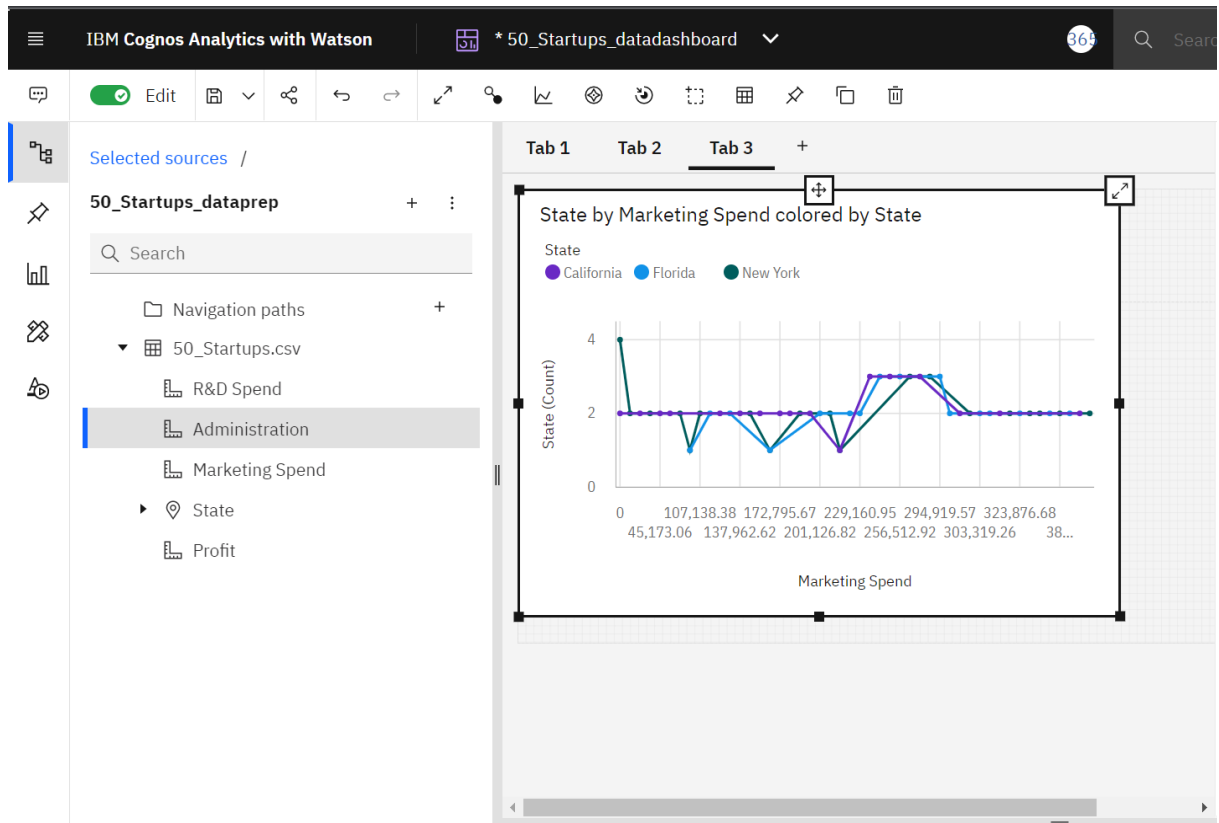 IBM Cognos Analytics with Watson
* 50_Startups_datadashboard
365
Searc
Edit
Selected sources /
50_Startups_dataprep
Search
Navigation paths
50_Startups.csv
R&D Spend
Administration
Marketing Spend
State
Profit
Tab 1 Tab 2 Tab 3
State by Marketing Spend colored by State
State
California Florida New York
State (Count)
4
2
0
0 107,138.38 172,795.67 229,160.95 294,919.57 323,876.68
45,173.06 137,962.62 201,126.82 256,512.92 303,319.26 38...
Marketing Spend